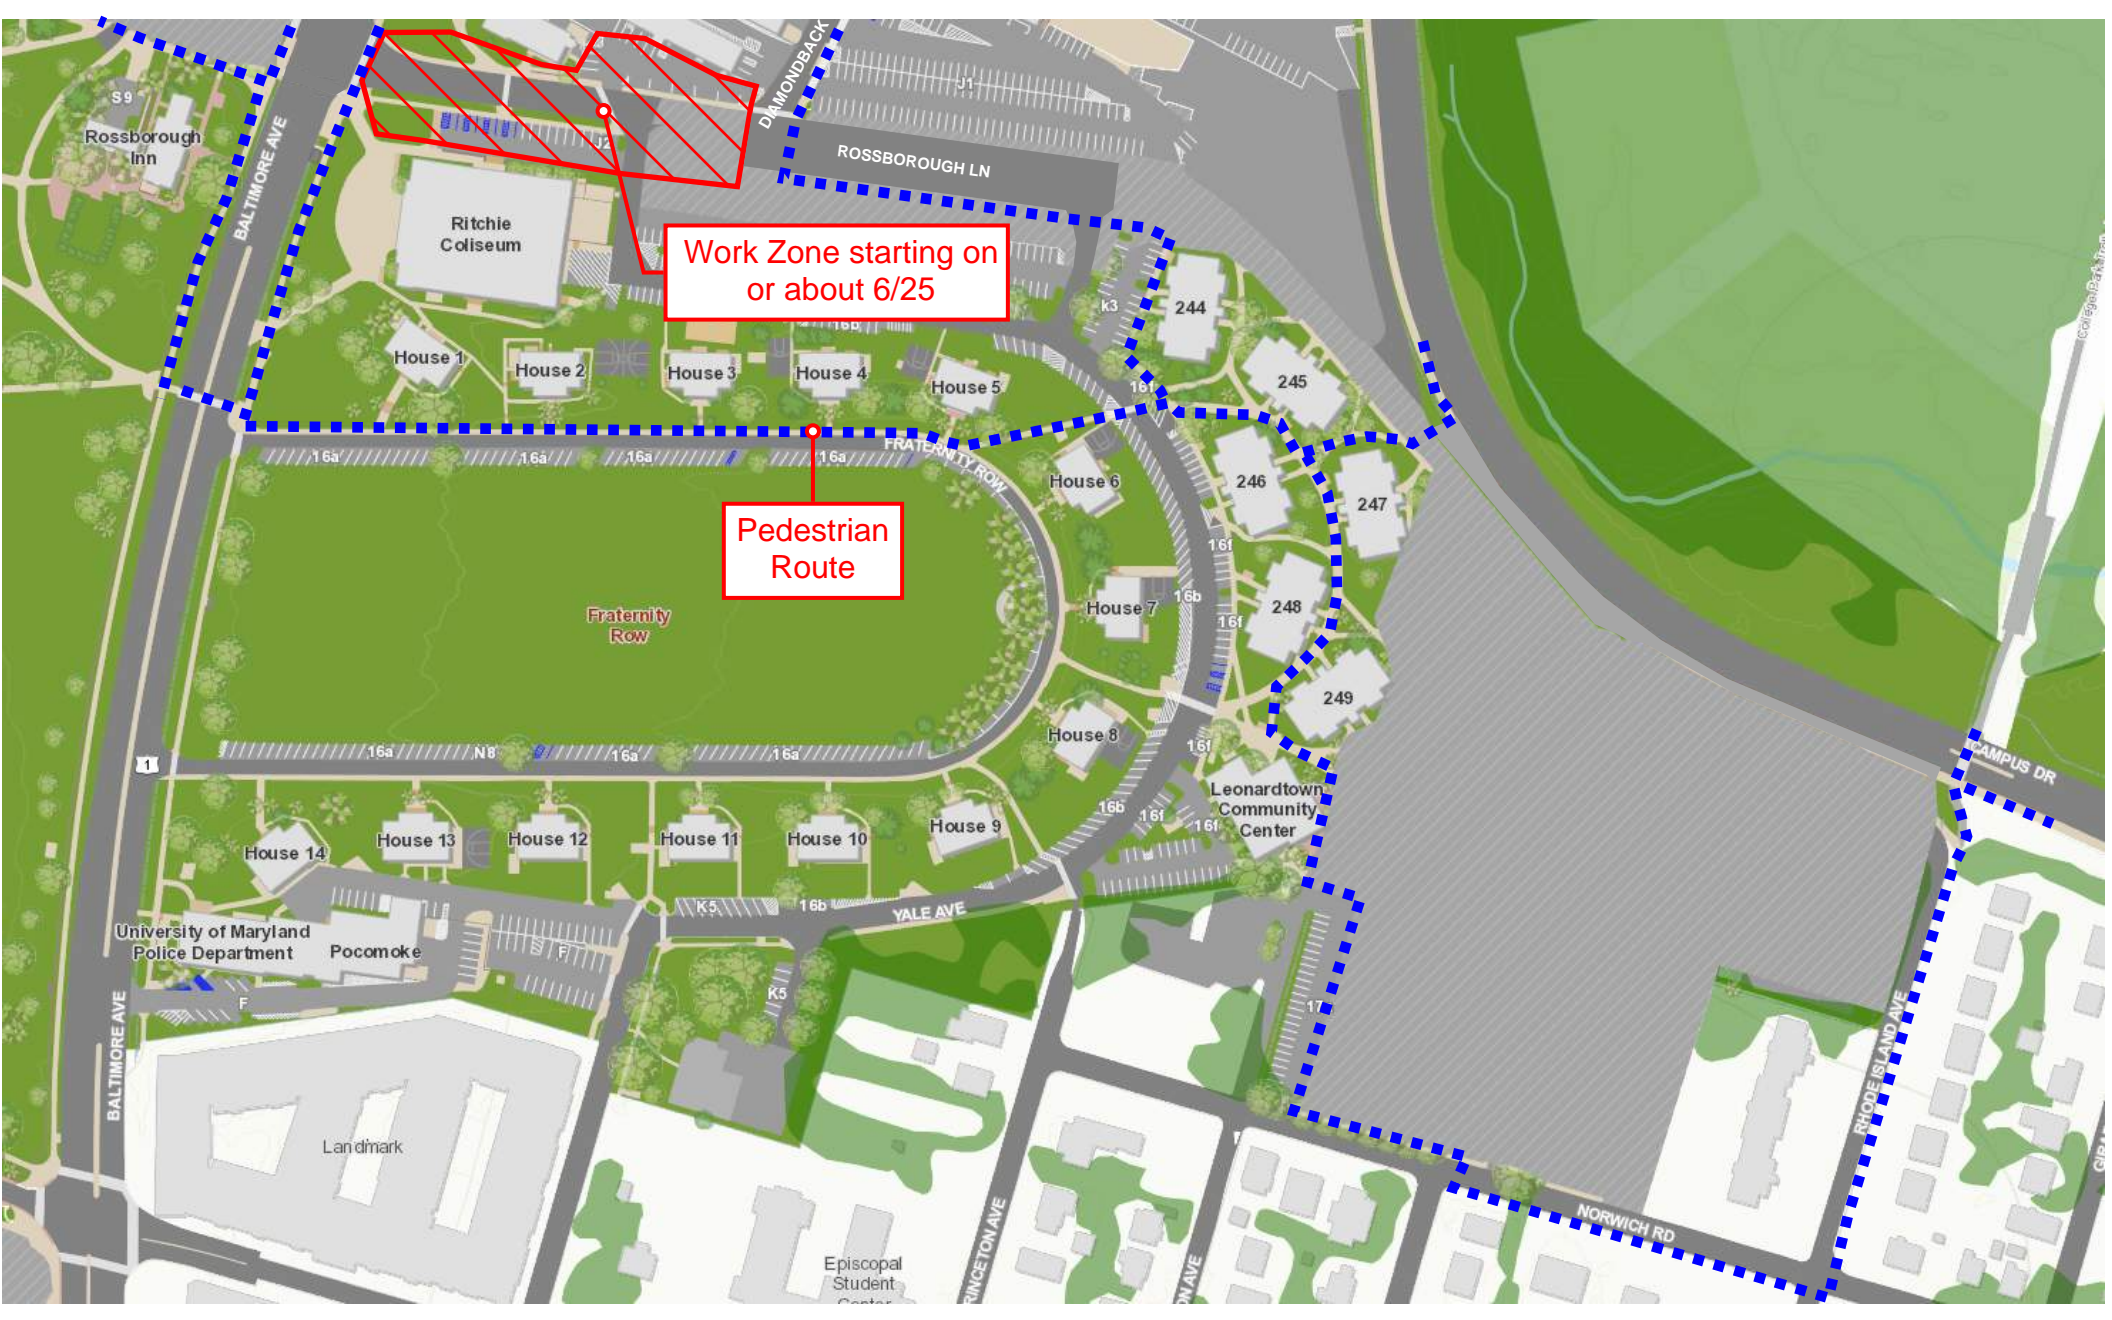 S9
Rossborough
Inn
BALTIMORE AVE
DIAMONDBACK
J1
J2
ROSSBOROUGH LN
Ritchie
Coliseum
Work Zone starting on
or about 6/25
k3
244
16b
House 1
House 2
House 3
House 4
House 5
16f
245
FRATERNITY ROW
16a
16a
16a
16a
House 6
246
247
Pedestrian
Route
16f
16b
House 7
248
16f
Fraternity
Row
249
House 8
16f
16a
N8
16a
16a
1
CAMPUS DR
Leonardtown
Community
Center
16b
16f
16f
House 14
House 13
House 12
House 11
House 10
House 9
K5
16b
YALE AVE
University of Maryland
Police Department
Pocomoke
F
F
K5
17
BALTIMORE AVE
RHODE ISLAND AVE
Landmark
NORWICH RD
Episcopal
Student
Center